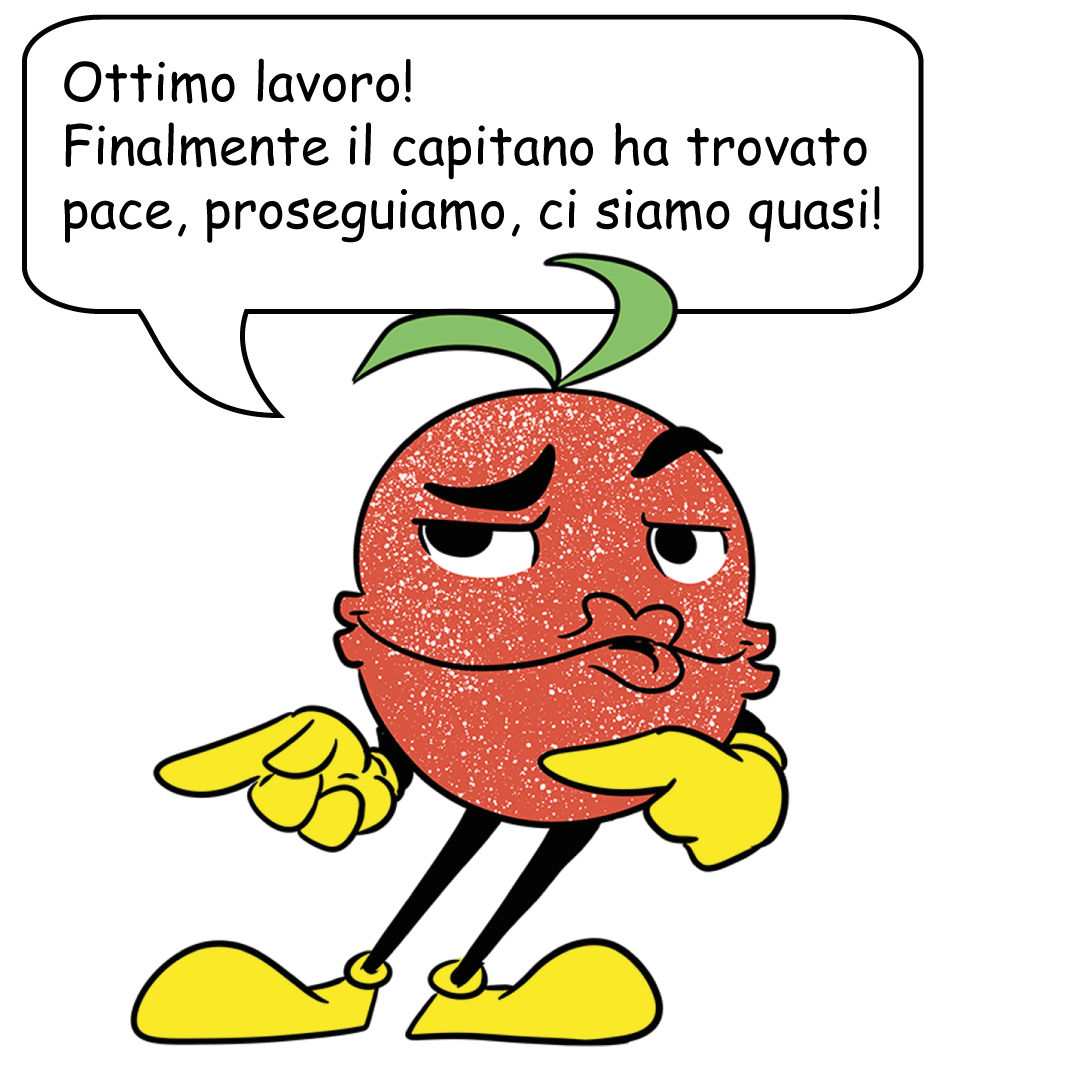 Ottimo lavoro!
Finalmente il capitano ha trovato
pace, proseguiamo, ci siamo quasi!